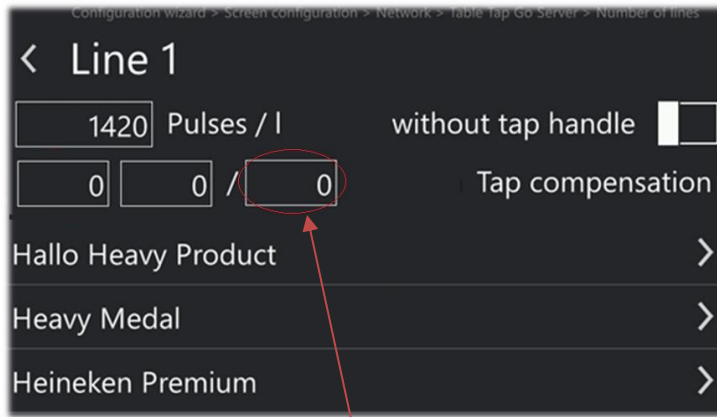 Configuration wizard > Screen configuration > Network > Table Tap Go Server > Number of lines
< Line 1
1420 Pulses / l without tap handle
0 0 / 0 Tap compensation
Hallo Heavy Product >
Heavy Medal >
Heineken Premium >